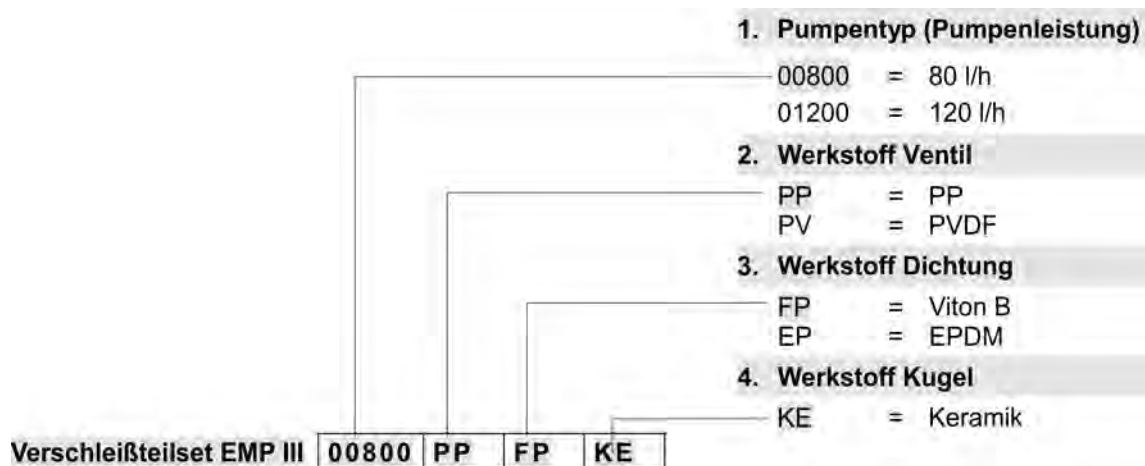 1. Pumpentyp (Pumpenleistung)
00800 = 80 l/h
01200 = 120 l/h
2. Werkstoff Ventil
PP = PP
PV = PVDF
3. Werkstoff Dichtung
FP = Viton B
EP = EPDM
4. Werkstoff Kugel
KE = Keramik
Verschleißteilset EMP III 00800 PP FP KE